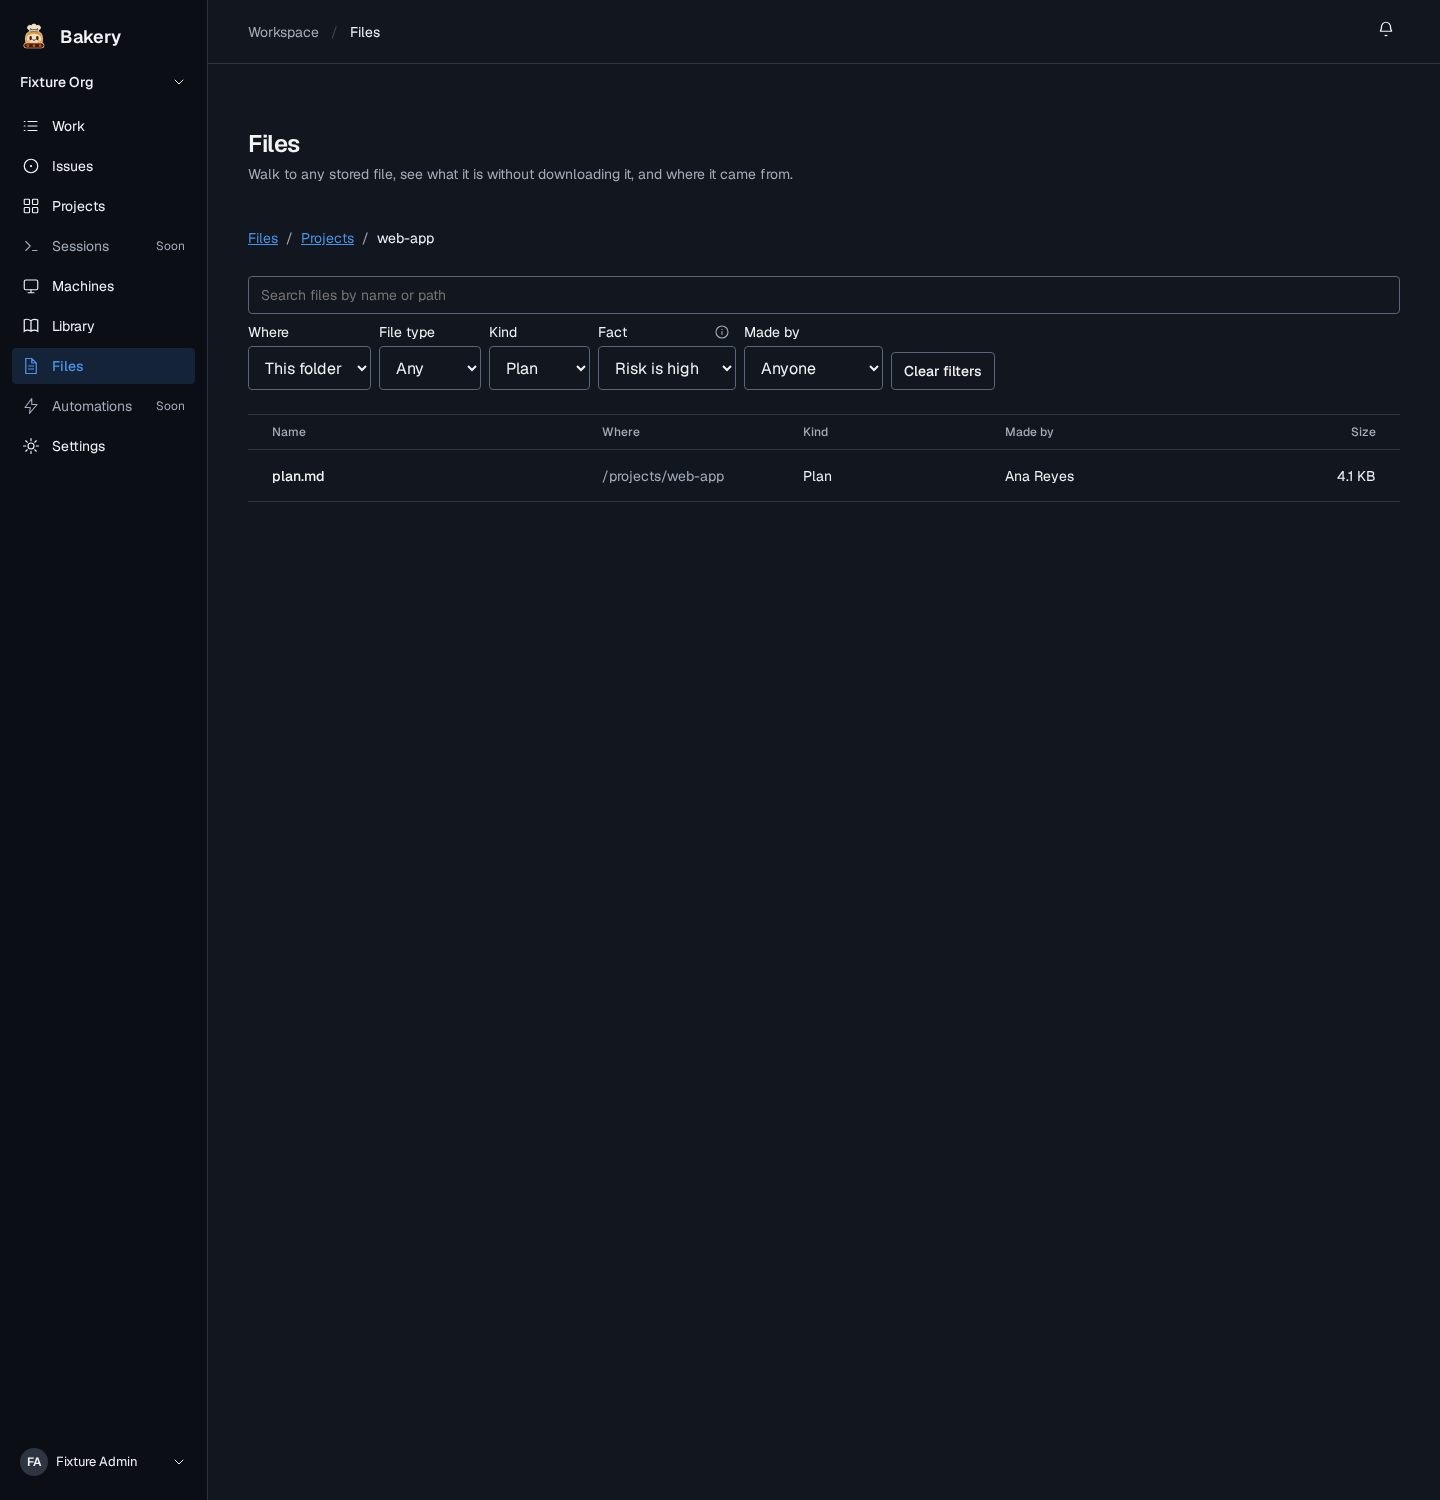 Bakery
Fixture Org
Work
Issues
Projects
Sessions Soon
Machines
Library
Files
Automations Soon
Settings
FA Fixture Admin
Workspace / Files
Files
Walk to any stored file, see what it is without downloading it, and where it came from.
Files / Projects / web-app
Search files by name or path
Where File type Kind Fact Made by
This folder Any Plan Risk is high Anyone Clear filters
Name Where Kind Made by Size
plan.md /projects/web-app Plan Ana Reyes 4.1 KB